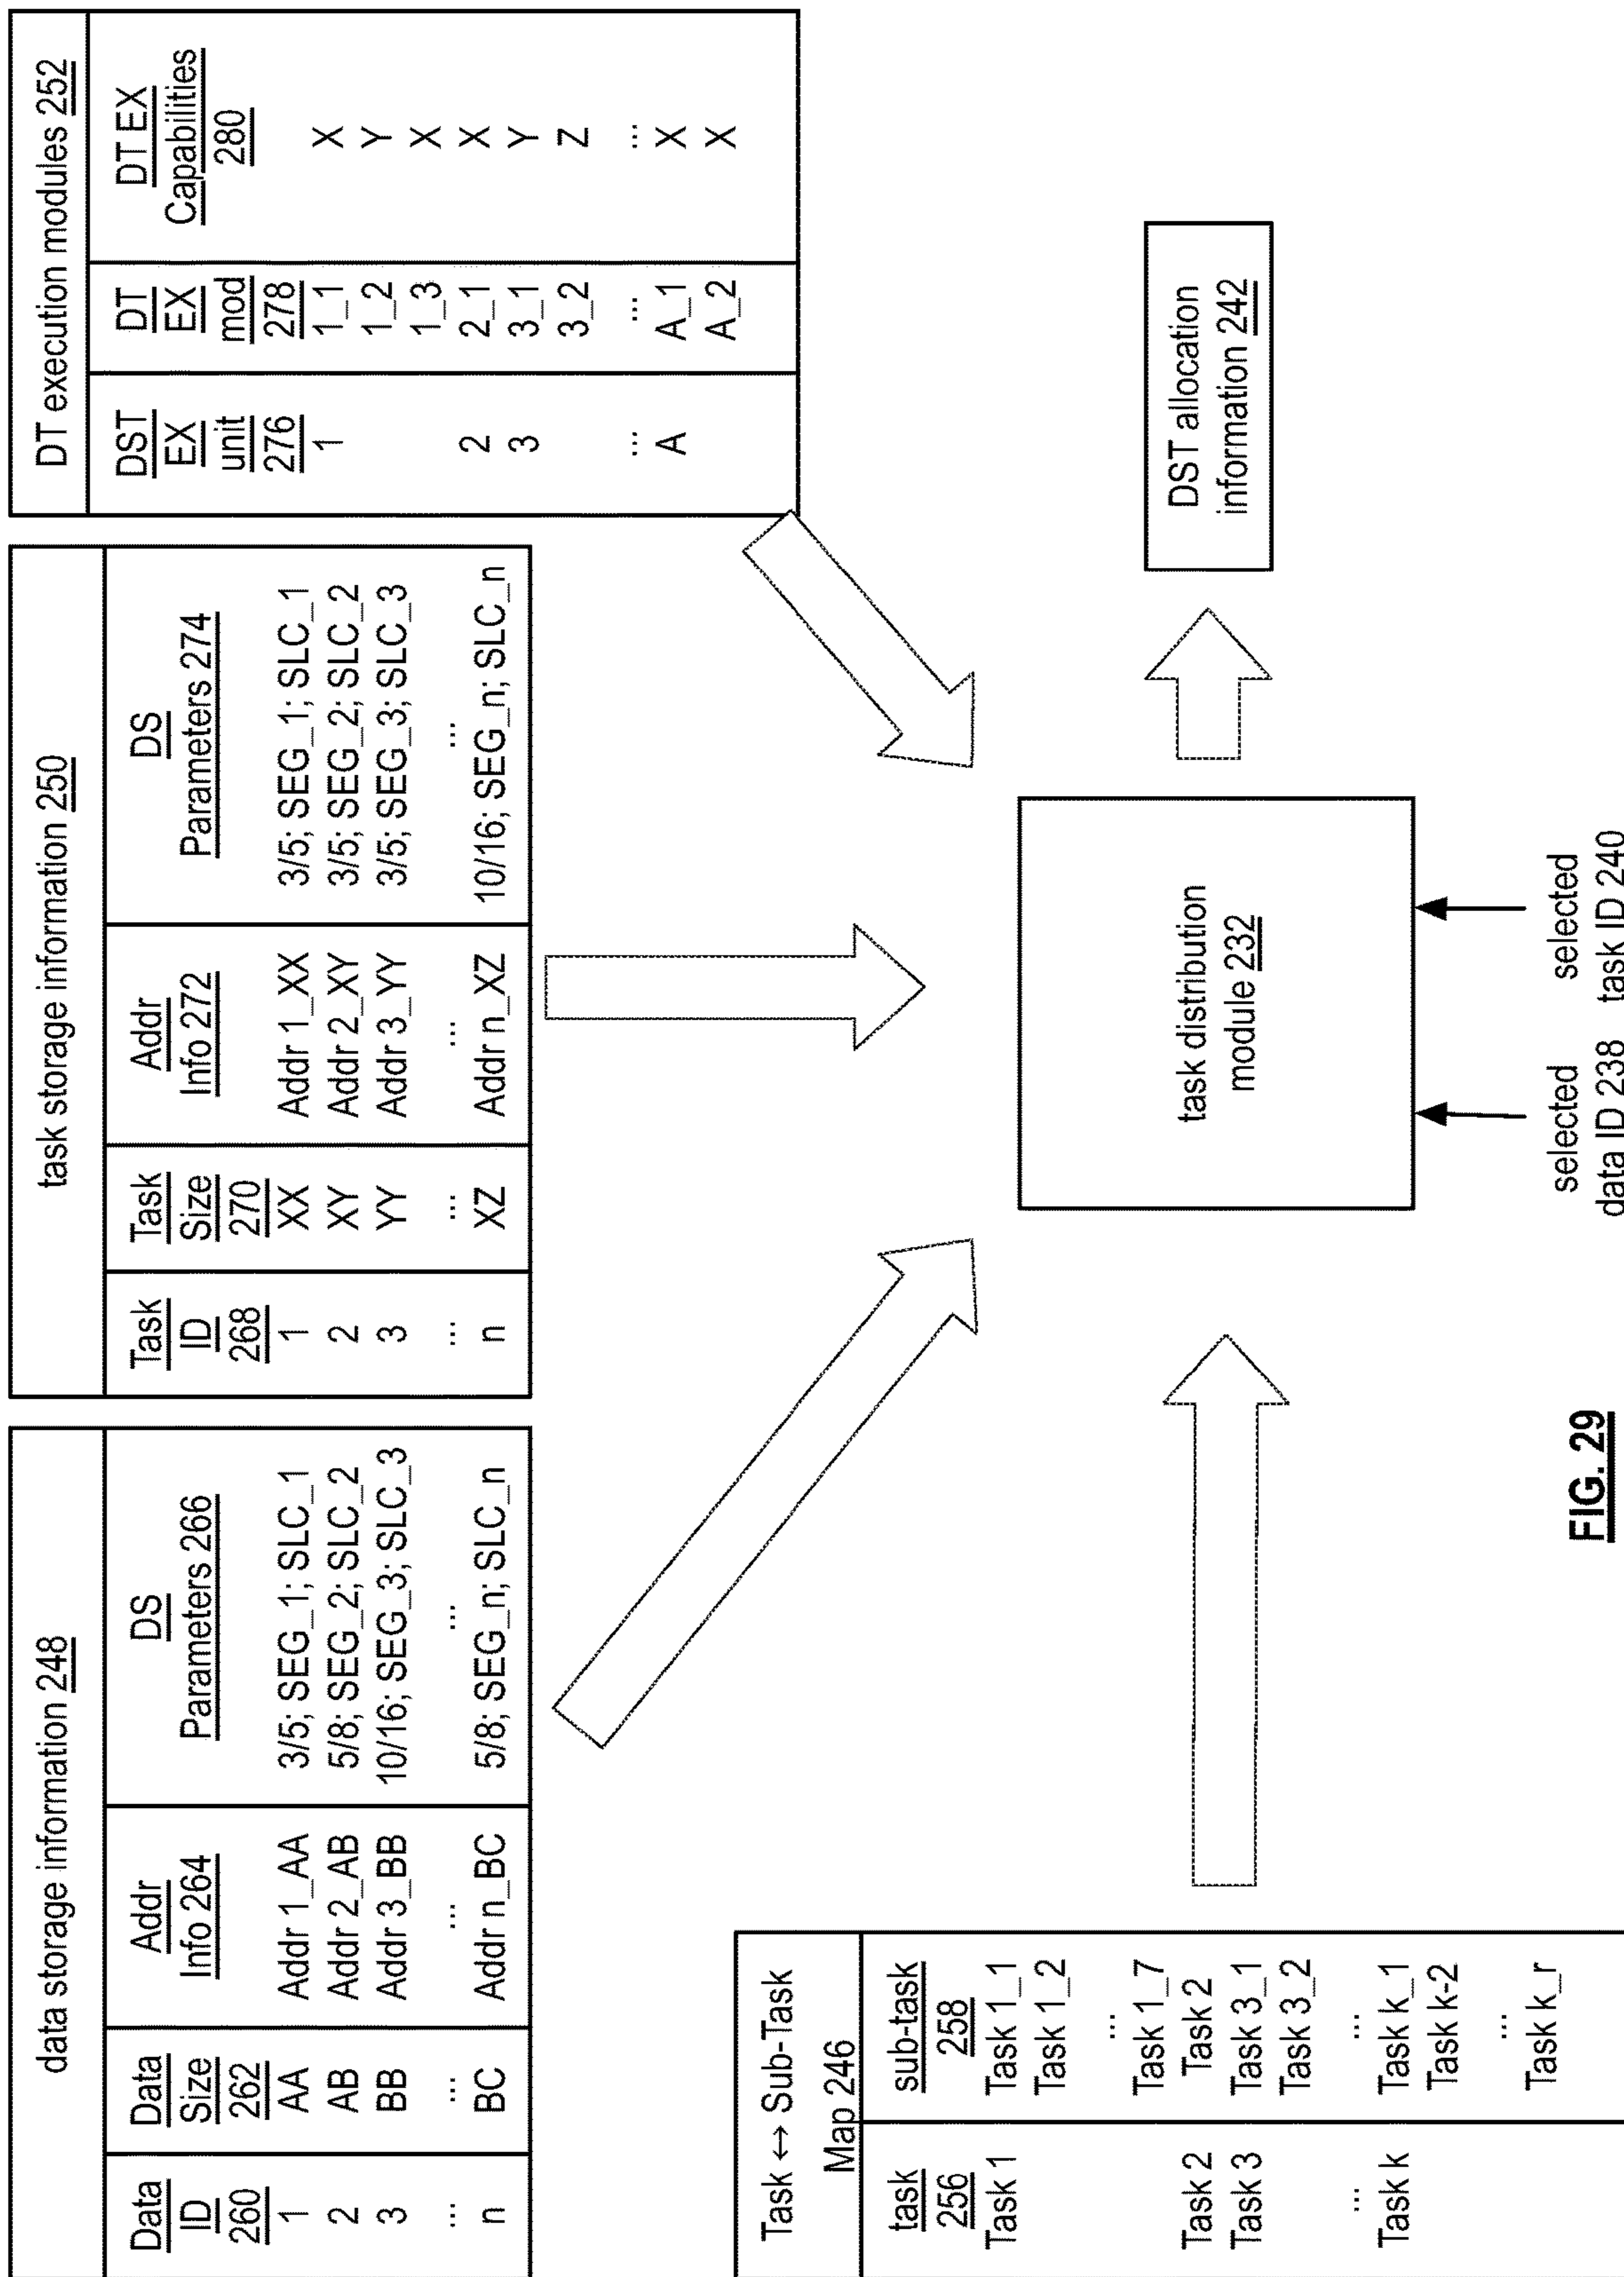 data storage information 248
Data ID 260 Data Size 262 Addr Info 264 DS Parameters 266
1 AA Addr 1_AA 3/5; SEG_1; SLC_1
2 AB Addr 2_AB 5/8; SEG_2; SLC_2
3 BB Addr 3_BB 10/16; SEG_3; SLC_3
... ... ... ...
n BC Addr n_BC 5/8; SEG_n; SLC_n
task storage information 250
Task ID 268 Task Size 270 Addr Info 272 DS Parameters 274
1 XX Addr 1_XX 3/5; SEG_1; SLC_1
2 XY Addr 2_XY 3/5; SEG_2; SLC_2
3 YY Addr 3_YY 3/5; SEG_3; SLC_3
... ... ... ...
n XZ Addr n_XZ 10/16; SEG_n; SLC_n
DT execution modules 252
DST EX unit 276 DT EX mod 278 DT EX Capabilities 280
1 1_1 X
1_2 Y
1_3 X
2 2_1 X
3 3_1 Y
3_2 Z
... ... ...
A A_1 X
A_2 X
Task ↔ Sub-Task
Map 246
task 256 sub-task 258
Task 1 Task 1_1
Task 1_2
...
Task 1_7
Task 2 Task 2
Task 3 Task 3_1
Task 3_2
... ...
Task k Task k_1
Task k-2
...
Task k_r
task distribution
module 232
selected
data ID 238
selected
task ID 240
DST allocation
information 242
FIG. 29